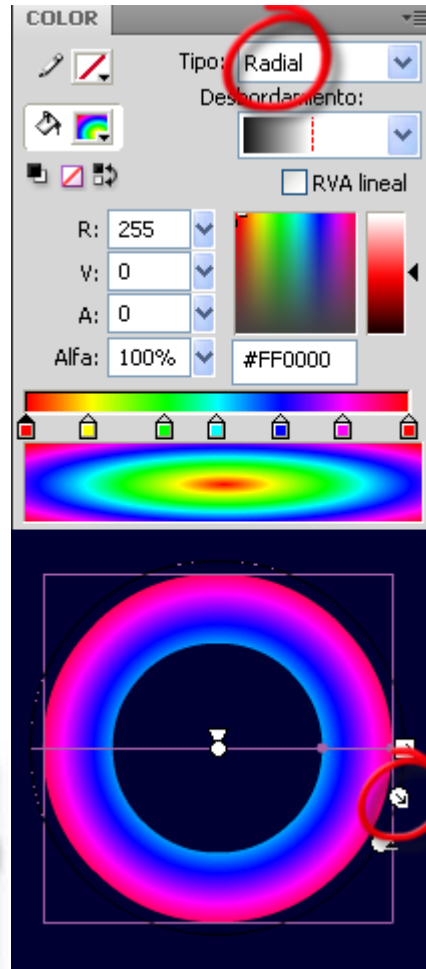 COLOR
Tipo: Radial
Desbordamiento:
RVA lineal
R: 255
V: 0
A: 0
Alfa: 100% #FF0000